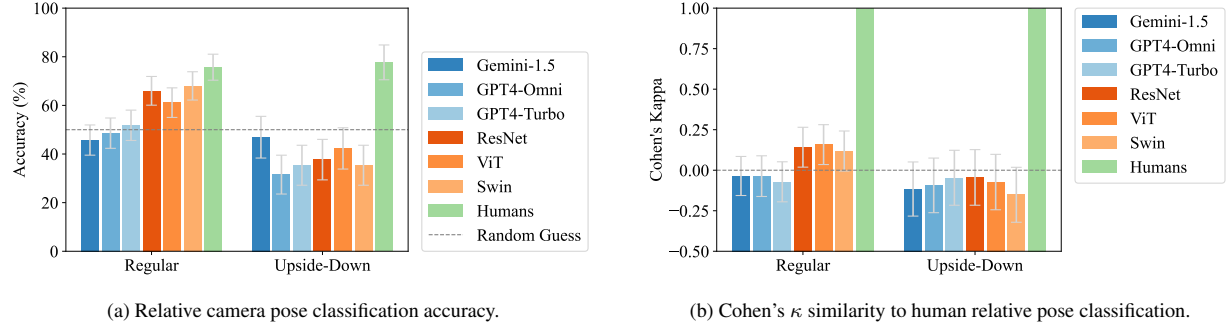 100
80
60
40
20
0
Accuracy (%)
Regular
Upside-Down
Gemini-1.5
GPT4-Omni
GPT4-Turbo
ResNet
ViT
Swin
Humans
Random Guess
(a) Relative camera pose classification accuracy.
1.00
0.75
0.50
0.25
0.00
−0.25
−0.50
Cohen's Kappa
Regular
Upside-Down
Gemini-1.5
GPT4-Omni
GPT4-Turbo
ResNet
ViT
Swin
Humans
(b) Cohen's κ similarity to human relative pose classification.